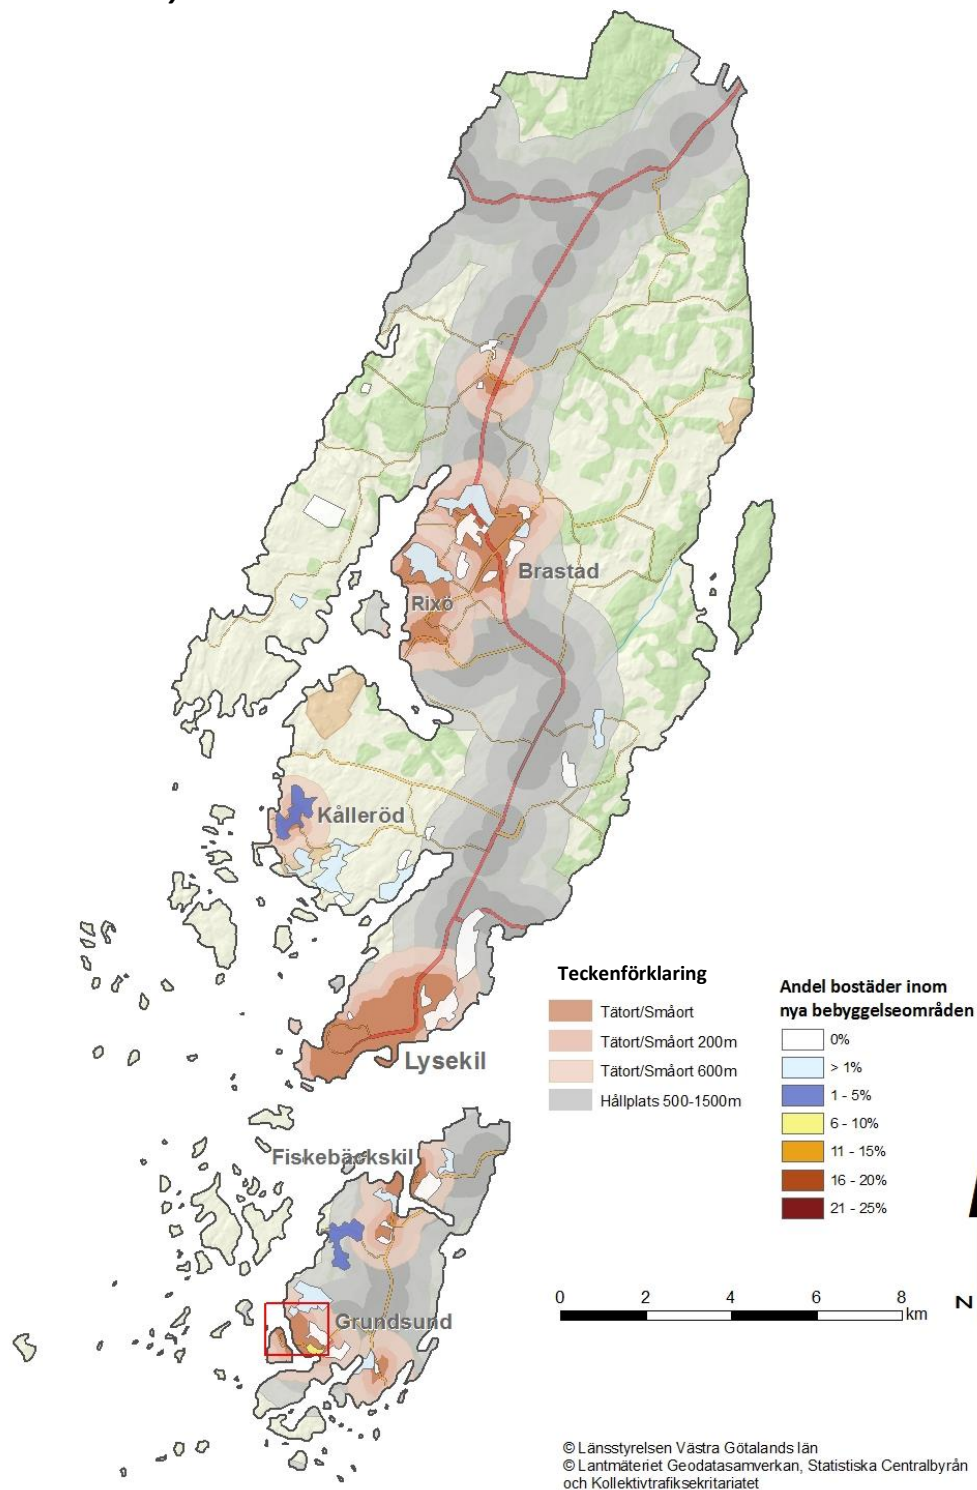 Brastad
Rixö
Kålleröd
Lysekil
Fiskebäckskil
Grundsund
Teckenförklaring
Tätort/Småort
Tätort/Småort 200m
Tätort/Småort 600m
Hållplats 500-1500m
Andel bostäder inom
nya bebyggelseområden
0%
> 1%
1 - 5%
6 - 10%
11 - 15%
16 - 20%
21 - 25%
0 2 4 6 8
km
N
© Länsstyrelsen Västra Götalands län
© Lantmäteriet Geodatasamverkan, Statistiska Centralbyrån
och Kollektivtrafiksekritariatet